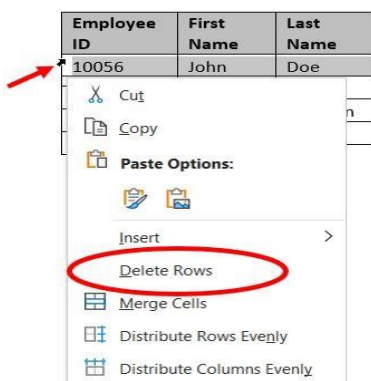 Employee ID First Name Last Name
10056 John Doe
n
Cut
Copy
Paste Options:
Insert >
Delete Rows
Merge Cells
Distribute Rows Evenly
Distribute Columns Evenly